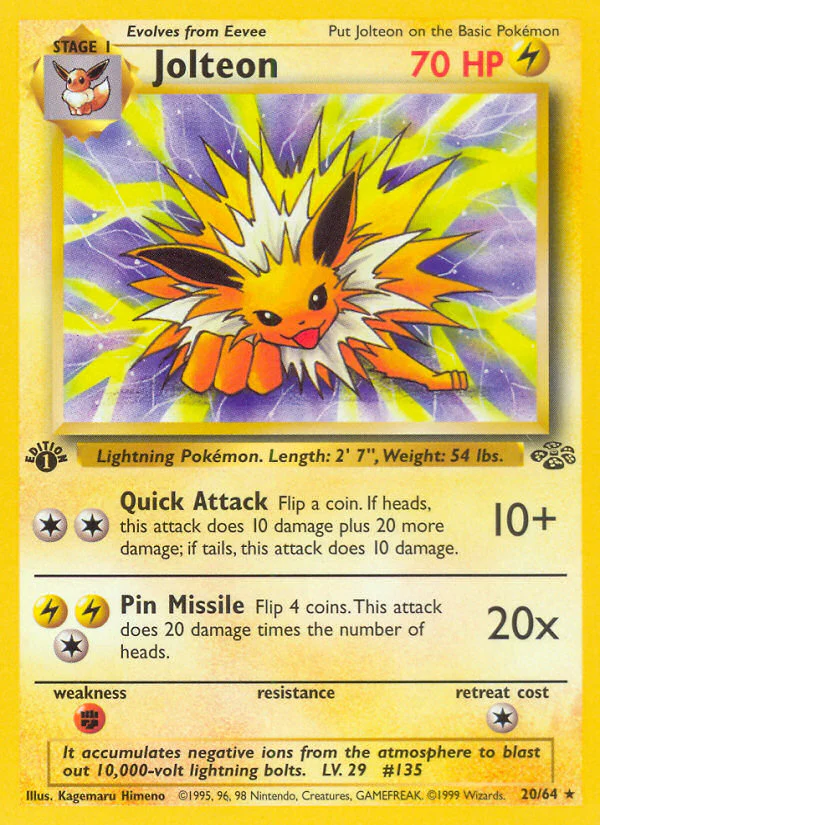 Evolves from Eevee Put Jolteon on the Basic Pokémon
STAGE 1
Jolteon 70 HP
Lightning Pokémon. Length: 2' 7", Weight: 54 lbs.
EDITION
1
Quick Attack Flip a coin. If heads,
this attack does 10 damage plus 20 more
damage; if tails, this attack does 10 damage.
10+
Pin Missile Flip 4 coins. This attack
does 20 damage times the number of
heads.
20x
weakness resistance retreat cost
It accumulates negative ions from the atmosphere to blast
out 10,000-volt lightning bolts. LV. 29 #135
Illus. Kagemaru Himeno ©1995, 96, 98 Nintendo, Creatures, GAMEFREAK. ©1999 Wizards. 20/64 ★